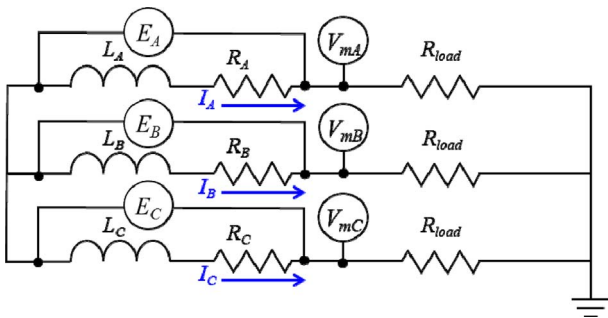 E_A
V_mA
L_A
R_A
R_load
I_A
E_B
V_mB
L_B
R_B
R_load
I_B
E_C
V_mC
L_C
R_C
R_load
I_C